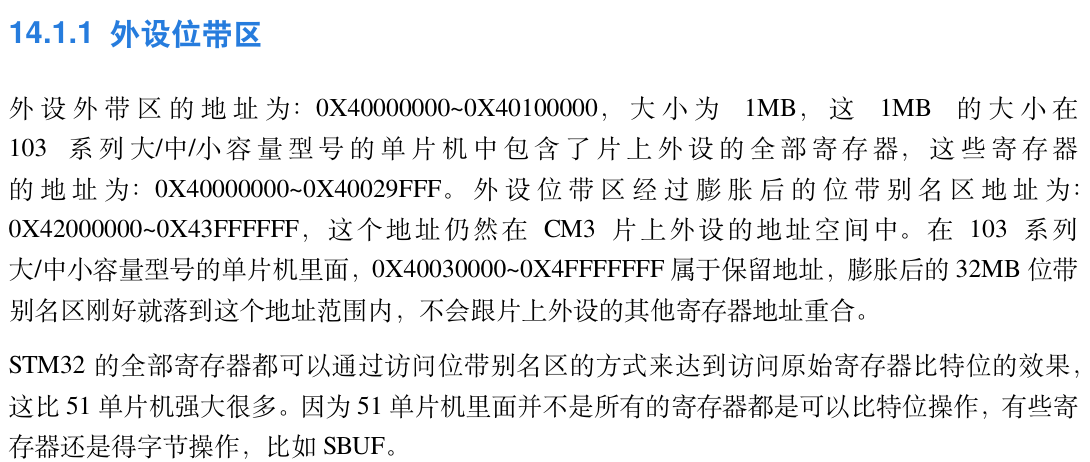 14.1.1 外设位带区
外设外带区的地址为：0X40000000~0X40100000，大小为 1MB，这 1MB 的大小在
103 系列大/中/小容量型号的单片机中包含了片上外设的全部寄存器，这些寄存器
的地址为：0X40000000~0X40029FFF。外设位带区经过膨胀后的位带别名区地址为：
0X42000000~0X43FFFFFF，这个地址仍然在 CM3 片上外设的地址空间中。在 103 系列
大/中小容量型号的单片机里面，0X40030000~0X4FFFFFFF 属于保留地址，膨胀后的 32MB 位带
别名区刚好就落到这个地址范围内，不会跟片上外设的其他寄存器地址重合。
STM32 的全部寄存器都可以通过访问位带别名区的方式来达到访问原始寄存器比特位的效果，
这比 51 单片机强大很多。因为 51 单片机里面并不是所有的寄存器都是可以比特位操作，有些寄
存器还是得字节操作，比如 SBUF。